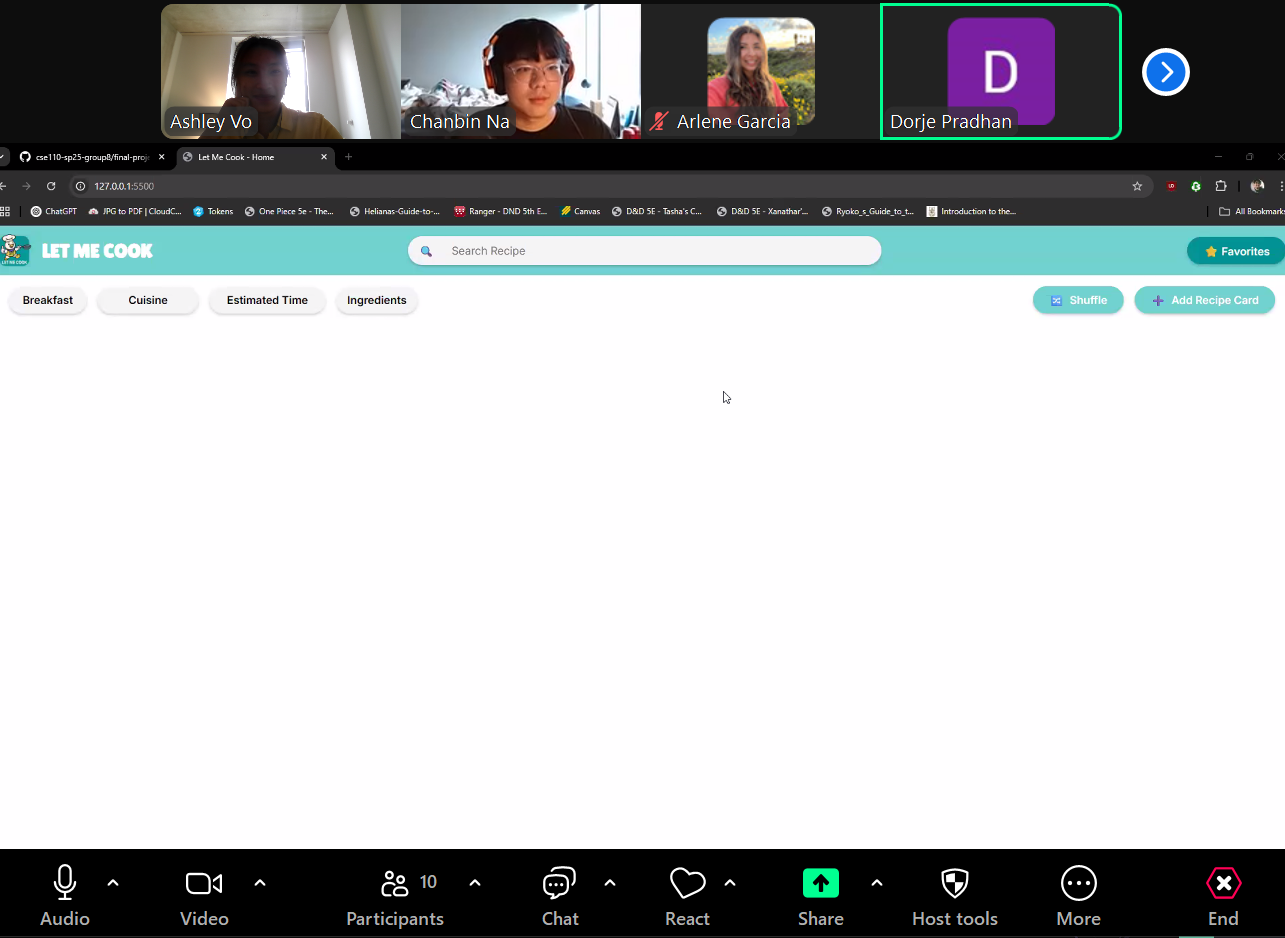 D
Ashley Vo
Chanbin Na
Arlene Garcia
Dorje Pradhan
cse110-sp25-group8/final-proj
Let Me Cook - Home
127.0.0.1:5500
ChatGPT
JPG to PDF | CloudC...
Tokens
One Piece 5e - The...
Helianas-Guide-to-...
Ranger - DND 5th E...
Canvas
D&D 5E - Tasha's C...
D&D 5E - Xanathar'...
Ryoko_s_Guide_to_t...
Introduction to the...
All Bookmarks
LET ME COOK
LET ME COOK
Search Recipe
Favorites
Breakfast
Cuisine
Estimated Time
Ingredients
Shuffle
Add Recipe Card
10
Audio
Video
Participants
Chat
React
Share
Host tools
More
End